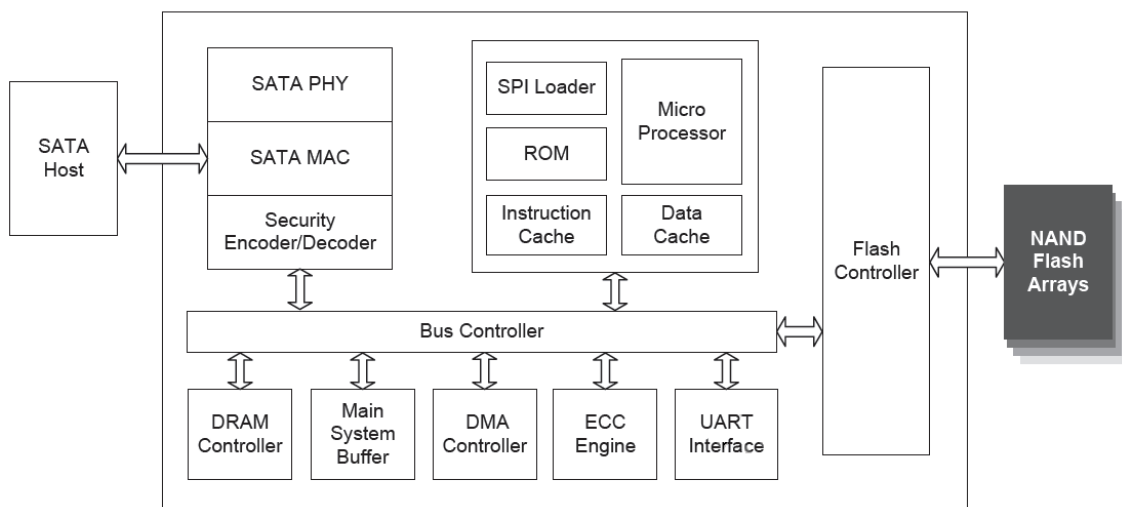 SATA
Host
SATA PHY
SATA MAC
Security
Encoder/Decoder
SPI Loader
ROM
Instruction
Cache
Micro
Processor
Data
Cache
Flash
Controller
NAND
Flash
Arrays
Bus Controller
DRAM
Controller
Main
System
Buffer
DMA
Controller
ECC
Engine
UART
Interface